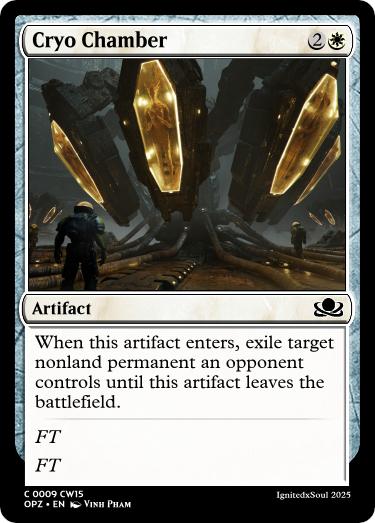 Cryo Chamber 2
Artifact
When this artifact enters, exile target
nonland permanent an opponent
controls until this artifact leaves the
battlefield.
FT
FT
C 0009 CW15
OPZ • EN Vinh Pham
IgnitedxSoul 2025